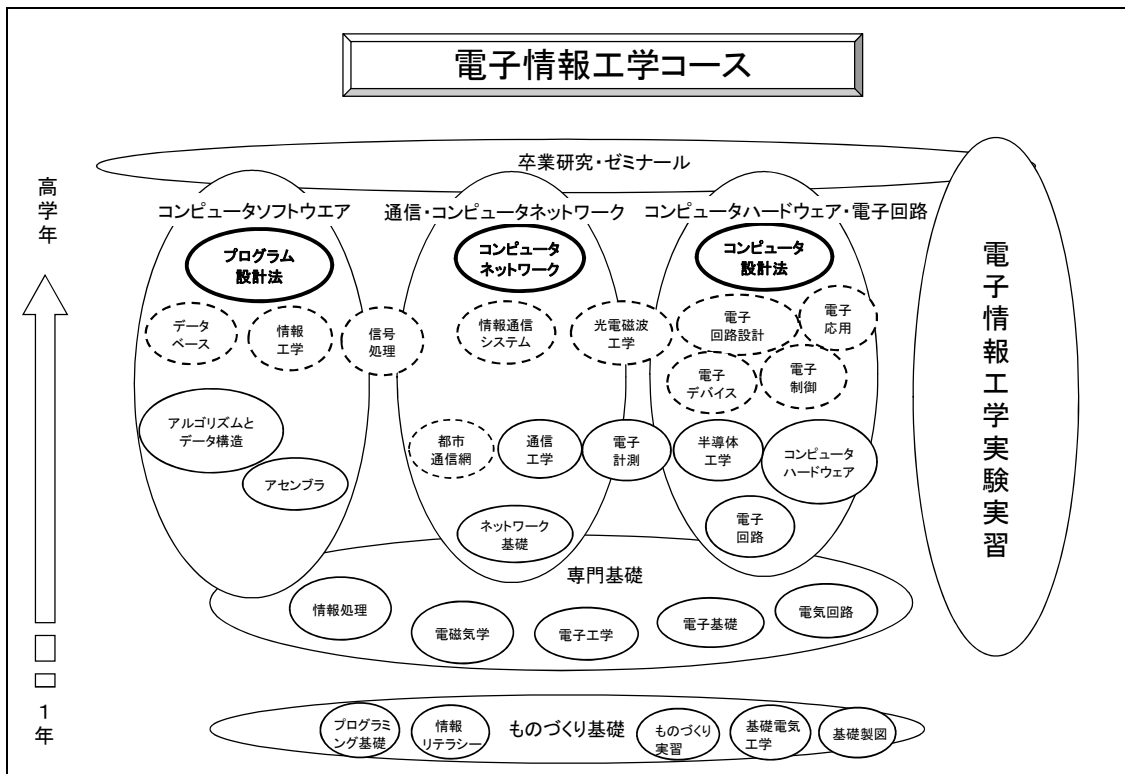 電子情報工学コース
卒業研究・ゼミナール
高学年
コンピュータソフトウエア
通信・コンピュータネットワーク
コンピュータハードウェア・電子回路
プログラム
設計法
コンピュータ
ネットワーク
コンピュータ
設計法
データ
ベース
情報
工学
信号
処理
情報通信
システム
光電磁波
工学
電子
回路設計
電子
応用
電子
デバイス
電子
制御
アルゴリズムと
データ構造
アセンブラ
都市
通信網
通信
工学
電子
計測
半導体
工学
コンピュータ
ハードウェア
ネットワーク
基礎
電子
回路
電子情報工学実験実習
専門基礎
情報処理
電磁気学
電子工学
電子基礎
電気回路
1年
ものづくり基礎
プログラミ
ング基礎
情報
リテラシー
ものづくり
実習
基礎電気
工学
基礎製図